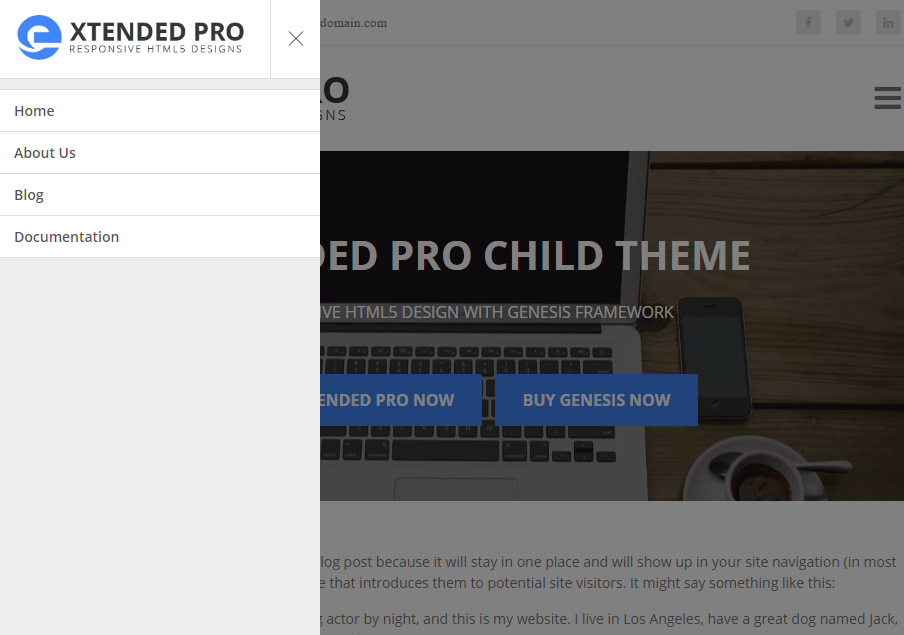 XTENDED PRO
RESPONSIVE HTML5 DESIGNS
Home
About Us
Blog
Documentation
domain.com
RO
GNS
DED PRO CHILD THEME
IVE HTML5 DESIGN WITH GENESIS FRAMEWORK
ENDED PRO NOW
BUY GENESIS NOW
log post because it will stay in one place and will show up in your site navigation (in most
e that introduces them to potential site visitors. It might say something like this:
g actor by night, and this is my website. I live in Los Angeles, have a great dog named Jack,